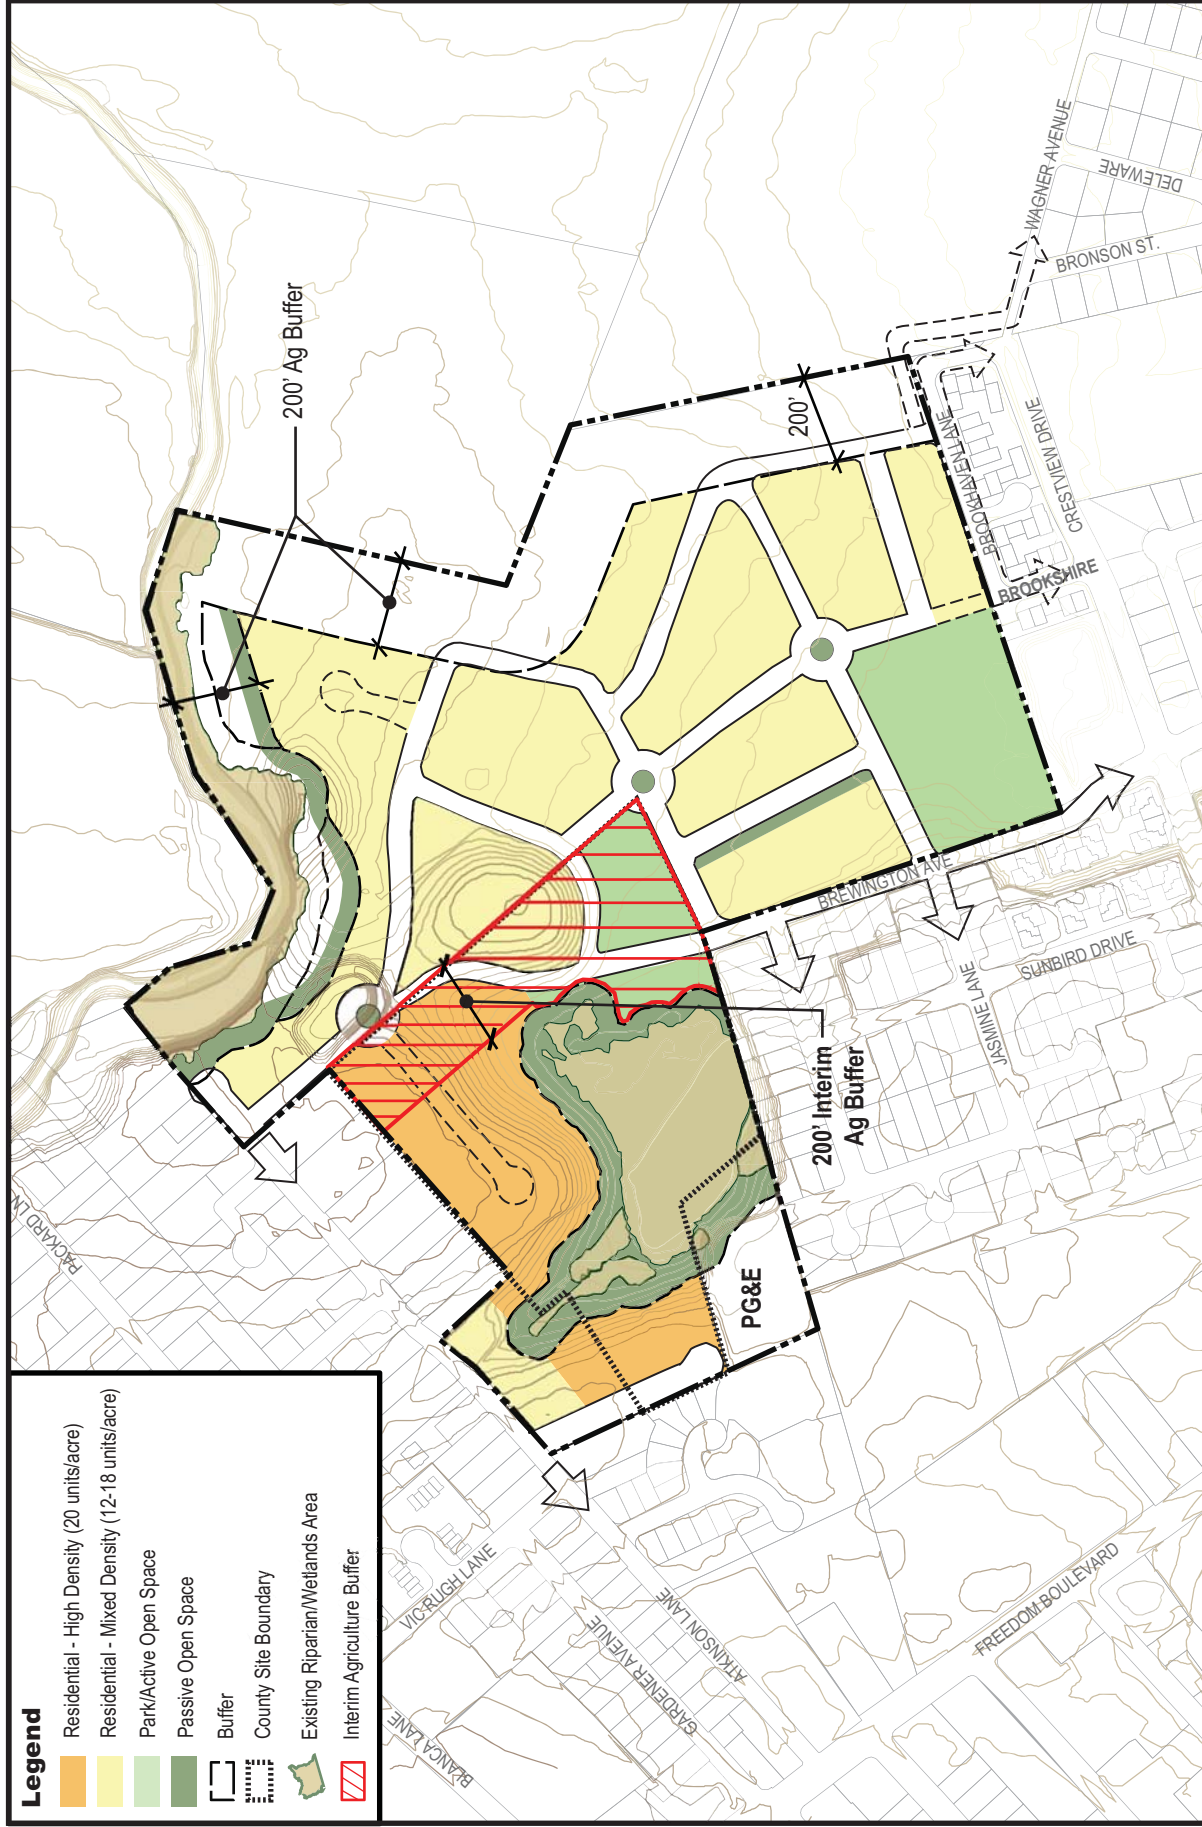 Legend
Residential - High Density (20 units/acre)
Residential - Mixed Density (12-18 units/acre)
Park/Active Open Space
Passive Open Space
Buffer
County Site Boundary
Existing Riparian/Wetlands Area
Interim Agriculture Buffer
200' Ag Buffer
200'
200' Interim
Ag Buffer
PG&E
PACKARD LN
VIC RUGH LANE
BLANCA LANE
GARDENER AVENUE
ATKINSON LANE
FREEDOM BOULEVARD
BREWINGTON AVE
JASMINE LANE
SUNBIRD DRIVE
BROOKSHIRE
BROOKHAVEN LANE
CRESTVIEW DRIVE
BRONSON ST.
WAGNER AVENUE
DELEWARE